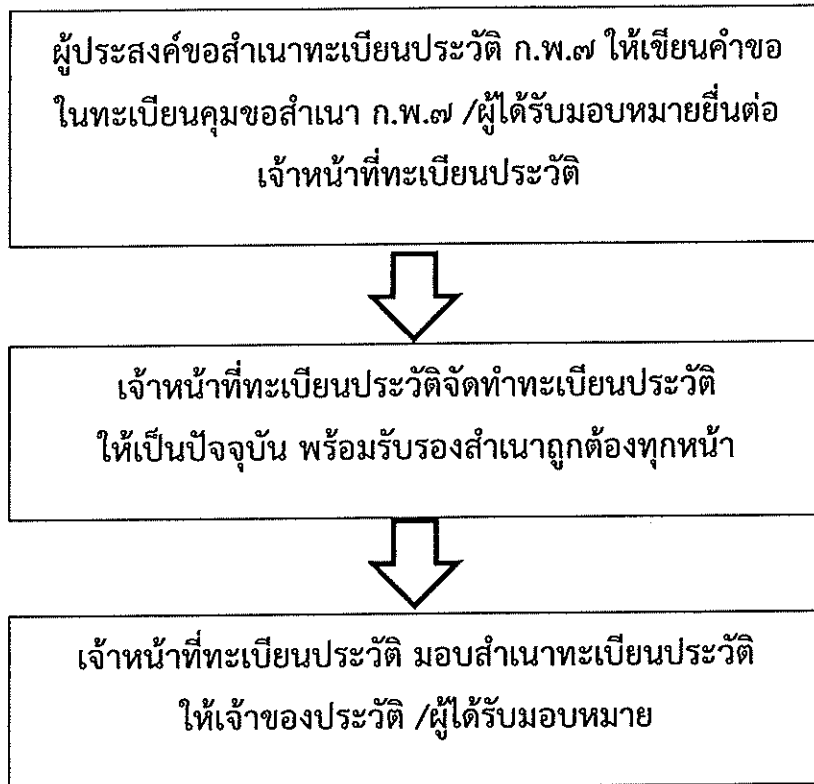 ผู้ประสงค์ขอสำเนาทะเบียนประวัติ ก.พ.๗ ให้เขียนคำขอ
ในทะเบียนคุมขอสำเนา ก.พ.๗ /ผู้ได้รับมอบหมายยื่นต่อ
เจ้าหน้าที่ทะเบียนประวัติ
เจ้าหน้าที่ทะเบียนประวัติจัดทำทะเบียนประวัติ
ให้เป็นปัจจุบัน พร้อมรับรองสำเนาถูกต้องทุกหน้า
เจ้าหน้าที่ทะเบียนประวัติ มอบสำเนาทะเบียนประวัติ
ให้เจ้าของประวัติ /ผู้ได้รับมอบหมาย